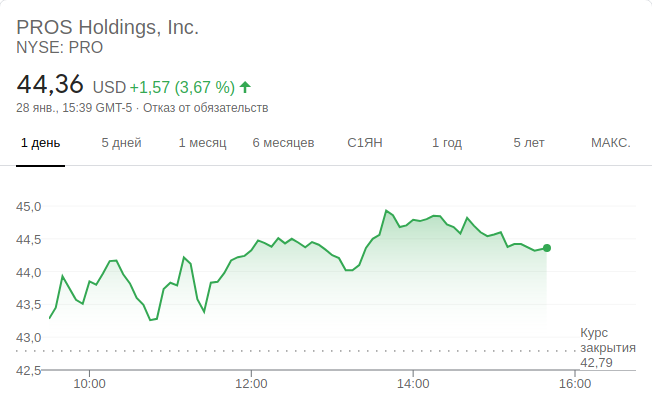 PROS Holdings, Inc.
NYSE: PRO
44,36 USD +1,57 (3,67 %)
28 янв., 15:39 GMT-5 · Отказ от обязательств
1 день 5 дней 1 месяц 6 месяцев С1ЯН 1 год 5 лет МАКС.
45,0
44,5
44,0
43,5
43,0
42,5
Курс
закрытия
42,79
10:00 12:00 14:00 16:00